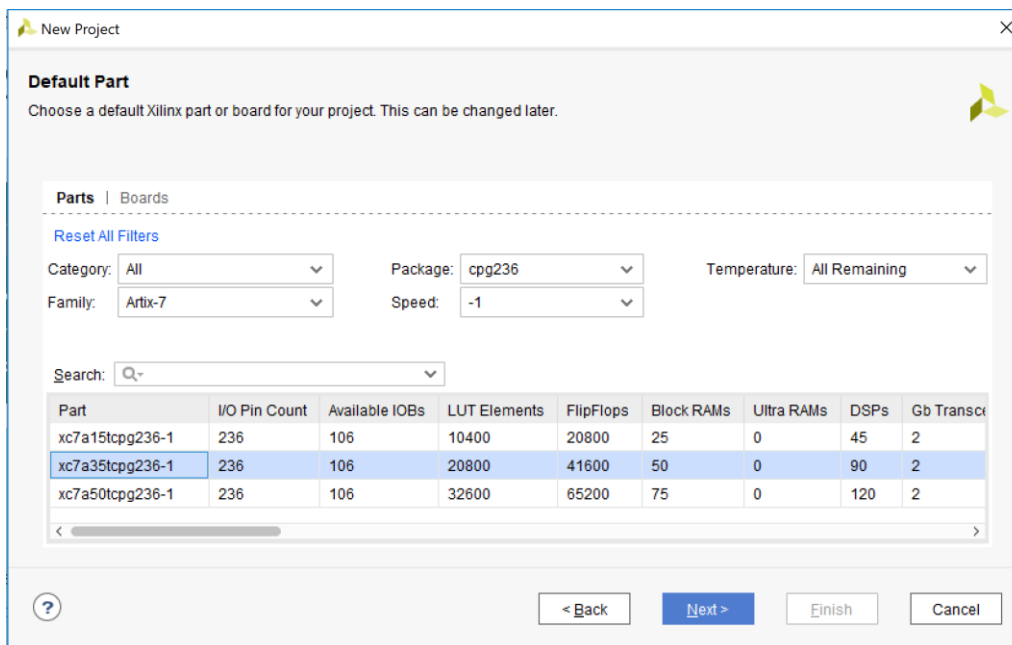 New Project
Default Part
Choose a default Xilinx part or board for your project. This can be changed later.
Parts | Boards
Reset All Filters
Category: All Package: cpg236 Temperature: All Remaining
Family: Artix-7 Speed: -1
Search:
Part I/O Pin Count Available IOBs LUT Elements FlipFlops Block RAMs Ultra RAMs DSPs Gb Transce
xc7a15tcpg236-1 236 106 10400 20800 25 0 45 2
xc7a35tcpg236-1 236 106 20800 41600 50 0 90 2
xc7a50tcpg236-1 236 106 32600 65200 75 0 120 2
? < Back Next > Finish Cancel